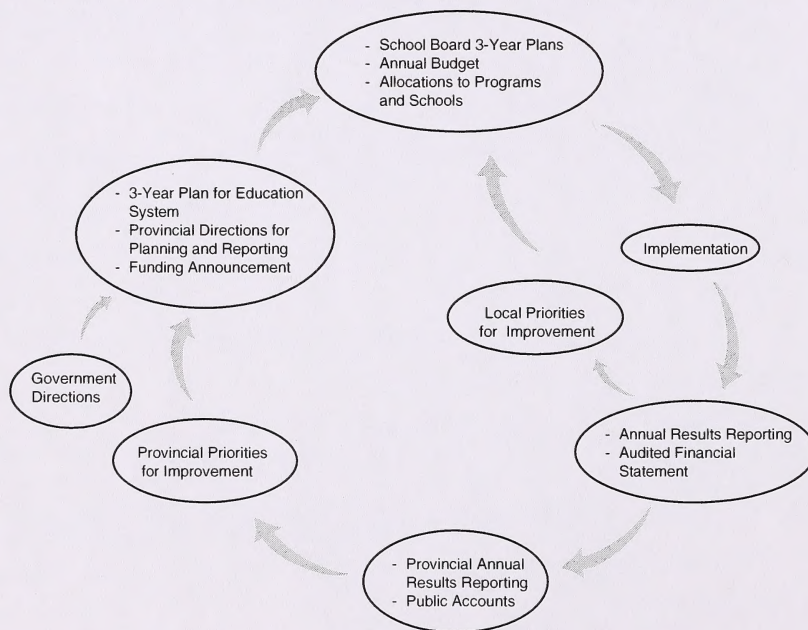 - School Board 3-Year Plans
- Annual Budget
- Allocations to Programs
and Schools
- 3-Year Plan for Education
System
- Provincial Directions for
Planning and Reporting
- Funding Announcement
Implementation
Local Priorities
for Improvement
Government
Directions
Provincial Priorities
for Improvement
- Annual Results Reporting
- Audited Financial
Statement
- Provincial Annual
Results Reporting
- Public Accounts